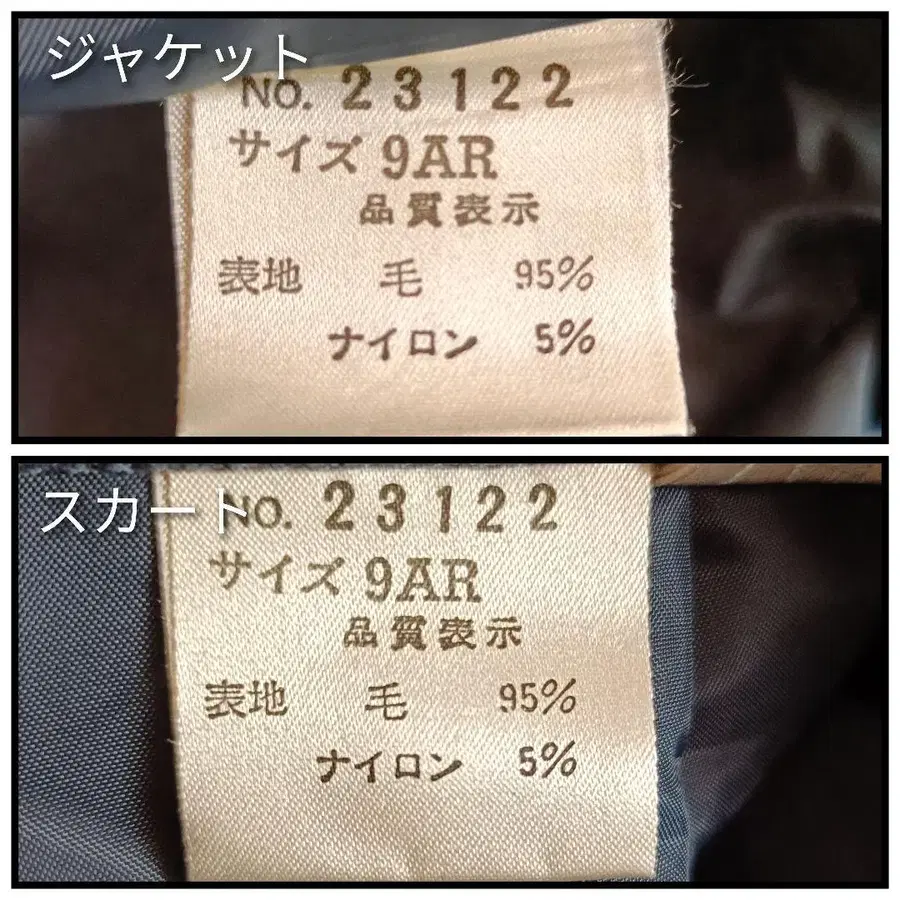 ジャケット
NO. 23122
サイズ 9AR
品質表示
表地 毛 95%
ナイロン 5%
スカート
NO. 23122
サイズ 9AR
品質表示
表地 毛 95%
ナイロン 5%